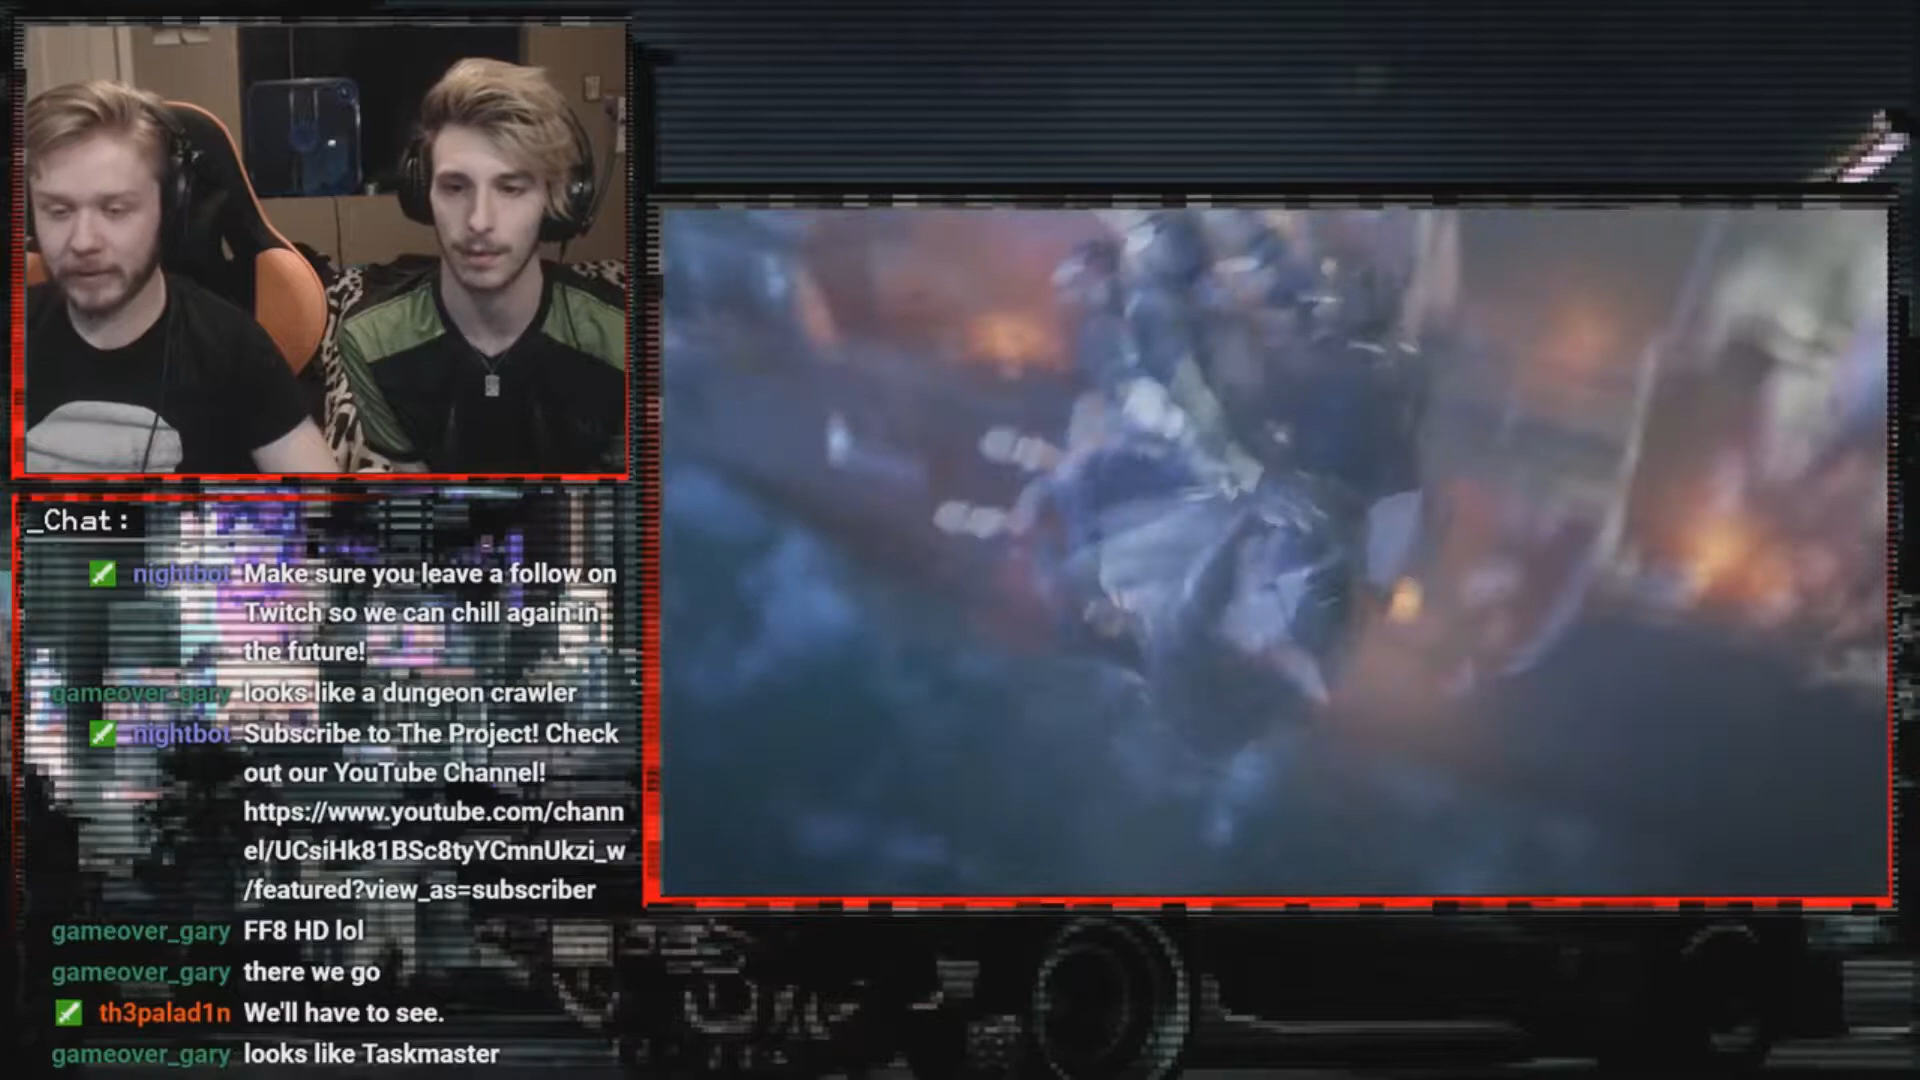 _Chat:
nightbot Make sure you leave a follow on
Twitch so we can chill again in
the future!
gameover_gary looks like a dungeon crawler
nightbot Subscribe to The Project! Check
out our YouTube Channel!
https://www.youtube.com/chann
el/UCsiHk81BSc8tyYCmnUkzi_w
/featured?view_as=subscriber
gameover_gary FF8 HD lol
gameover_gary there we go
th3palad1n We'll have to see.
gameover_gary looks like Taskmaster